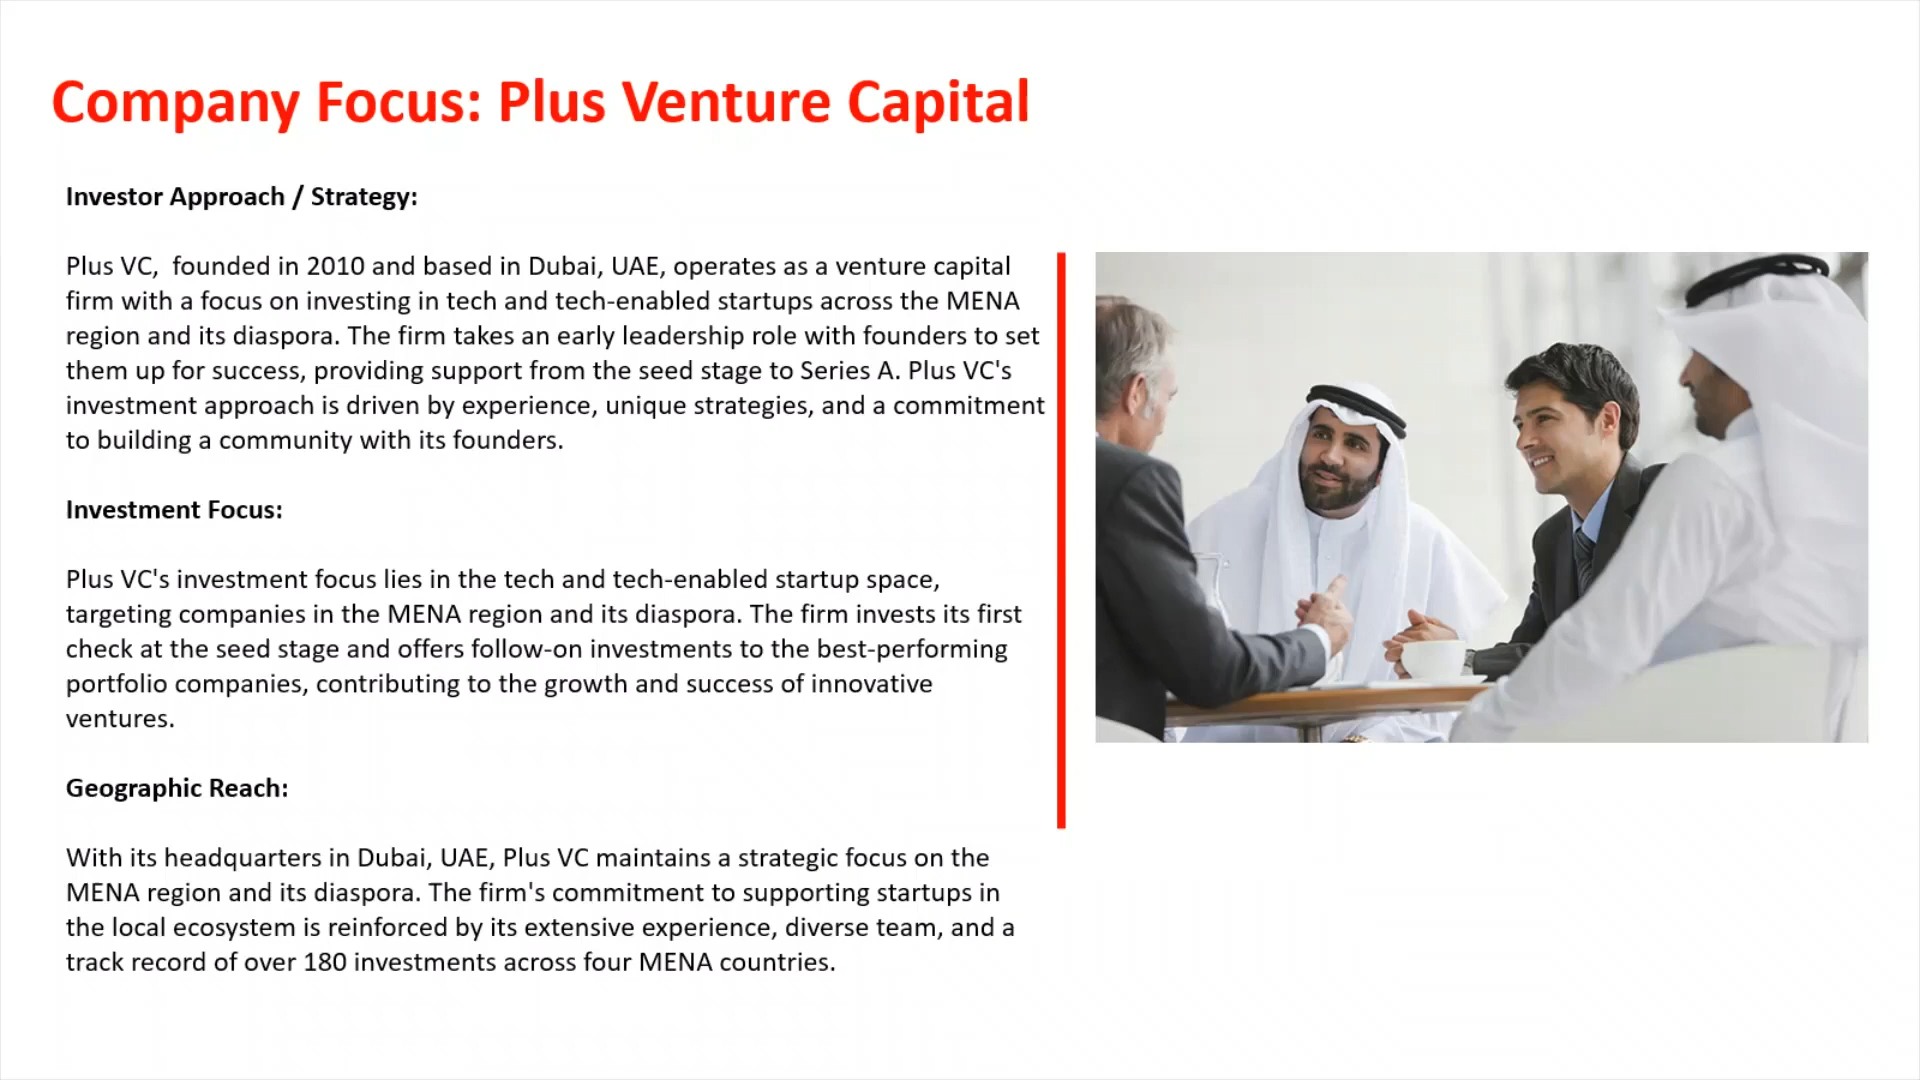 Company Focus: Plus Venture Capital
Investor Approach / Strategy:
Plus VC,  founded in 2010 and based in Dubai, UAE, operates as a venture capital
firm with a focus on investing in tech and tech-enabled startups across the MENA
region and its diaspora. The firm takes an early leadership role with founders to set
them up for success, providing support from the seed stage to Series A. Plus VC's
investment approach is driven by experience, unique strategies, and a commitment
to building a community with its founders.
Investment Focus:
Plus VC's investment focus lies in the tech and tech-enabled startup space,
targeting companies in the MENA region and its diaspora. The firm invests its first
check at the seed stage and offers follow-on investments to the best-performing
portfolio companies, contributing to the growth and success of innovative
ventures.
Geographic Reach:
With its headquarters in Dubai, UAE, Plus VC maintains a strategic focus on the
MENA region and its diaspora. The firm's commitment to supporting startups in
the local ecosystem is reinforced by its extensive experience, diverse team, and a
track record of over 180 investments across four MENA countries.